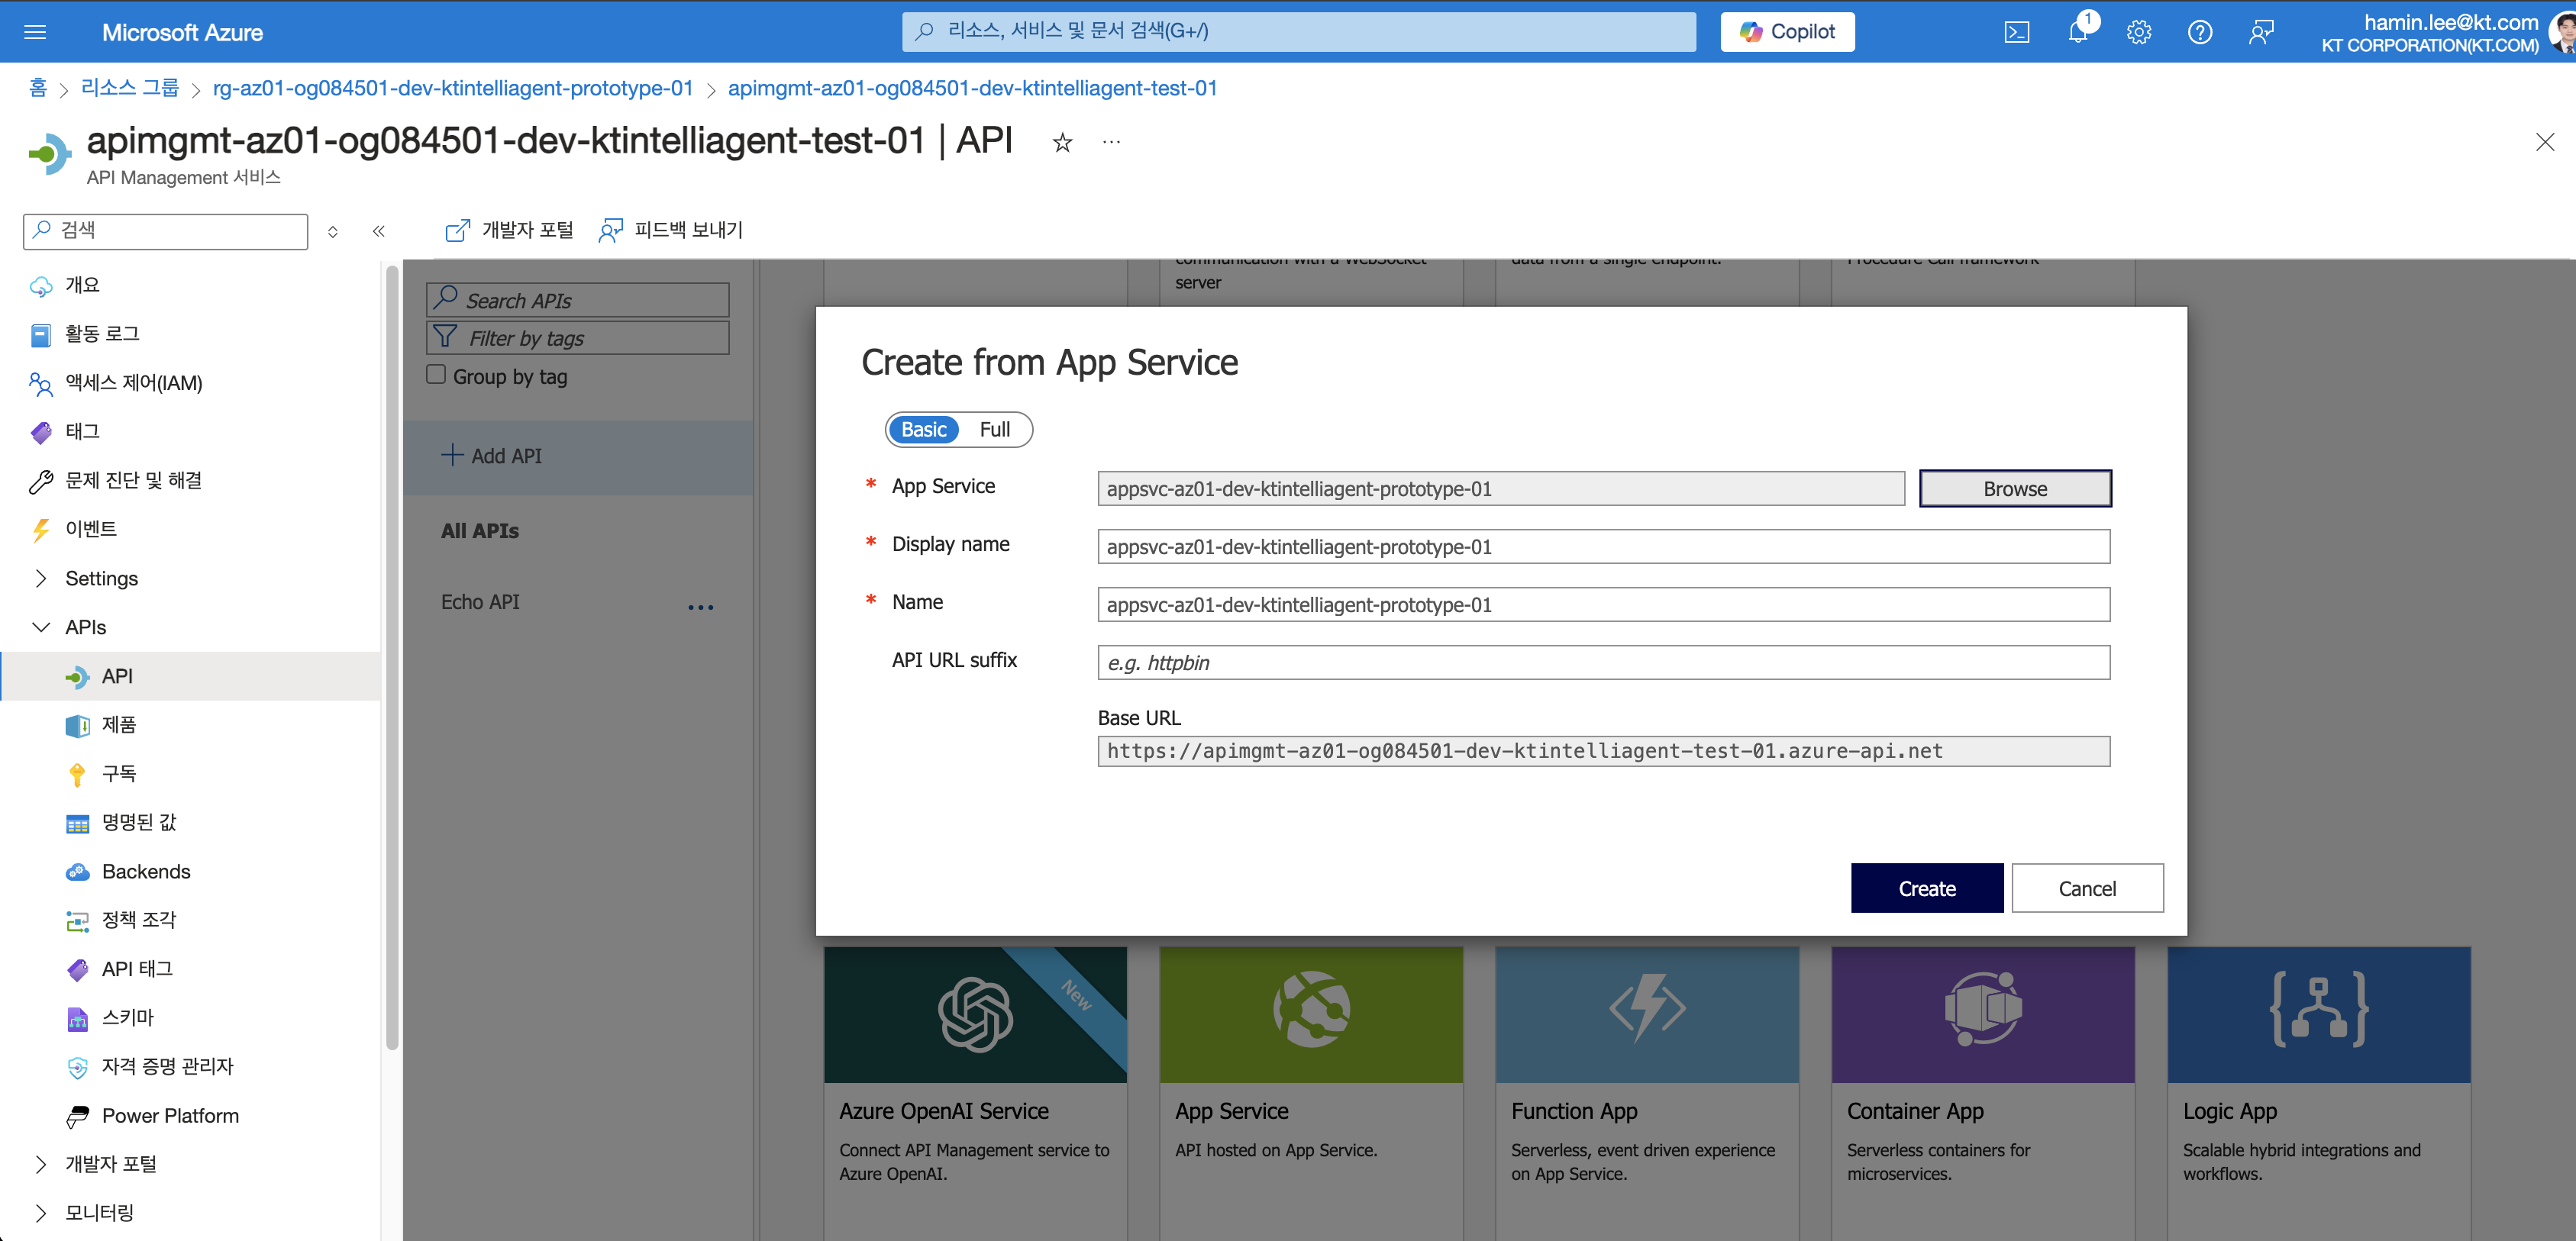 Microsoft Azure
리소스, 서비스 및 문서 검색(G+/)
Copilot
1
hamin.lee@kt.com
KT CORPORATION(KT.COM)
홈 > 리소스 그룹 > rg-az01-og084501-dev-ktintelliagent-prototype-01 > apimgmt-az01-og084501-dev-ktintelliagent-test-01
apimgmt-az01-og084501-dev-ktintelliagent-test-01 | API
API Management 서비스
검색
개발자 포털
피드백 보내기
개요
활동 로그
액세스 제어(IAM)
태그
문제 진단 및 해결
이벤트
Settings
APIs
API
제품
구독
명명된 값
Backends
정책 조각
API 태그
스키마
자격 증명 관리자
Power Platform
개발자 포털
모니터링
Search APIs
Filter by tags
Group by tag
+ Add API
All APIs
Echo API
communication with a WebSocket
server
data from a single endpoint.
Procedure Call framework
Create from App Service
Basic
Full
* App Service
appsvc-az01-dev-ktintelliagent-prototype-01
Browse
* Display name
appsvc-az01-dev-ktintelliagent-prototype-01
* Name
appsvc-az01-dev-ktintelliagent-prototype-01
API URL suffix
e.g. httpbin
Base URL
https://apimgmt-az01-og084501-dev-ktintelliagent-test-01.azure-api.net
Create
Cancel
New
Azure OpenAI Service
Connect API Management service to
Azure OpenAI.
App Service
API hosted on App Service.
Function App
Serverless, event driven experience
on App Service.
Container App
Serverless containers for
microservices.
Logic App
Scalable hybrid integrations and
workflows.